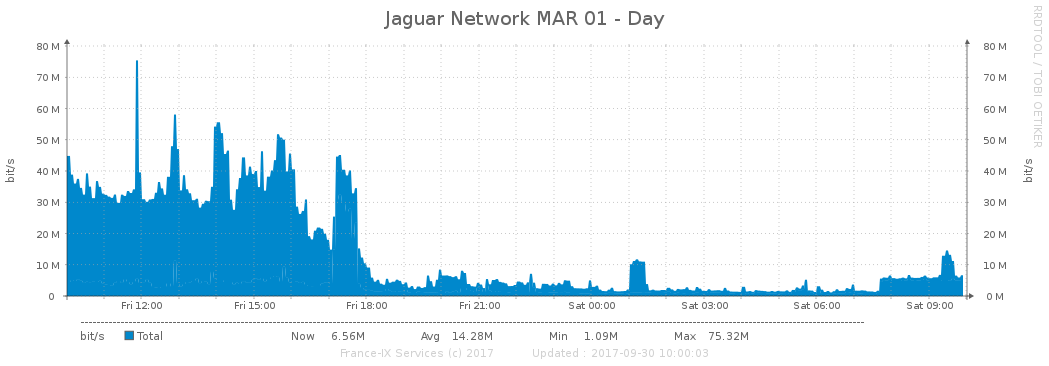 Jaguar Network MAR 01 - Day
RRDTOOL / TOBI OETIKER
bit/s
bit/s
80 M 80 M
70 M 70 M
60 M 60 M
50 M 50 M
40 M 40 M
30 M 30 M
20 M 20 M
10 M 10 M
0 0 M
Fri 12:00 Fri 15:00 Fri 18:00 Fri 21:00 Sat 00:00 Sat 03:00 Sat 06:00 Sat 09:00
bit/s Total Now 6.56M Avg 14.28M Min 1.09M Max 75.32M
France-IX Services (c) 2017 Updated : 2017-09-30 10:00:03